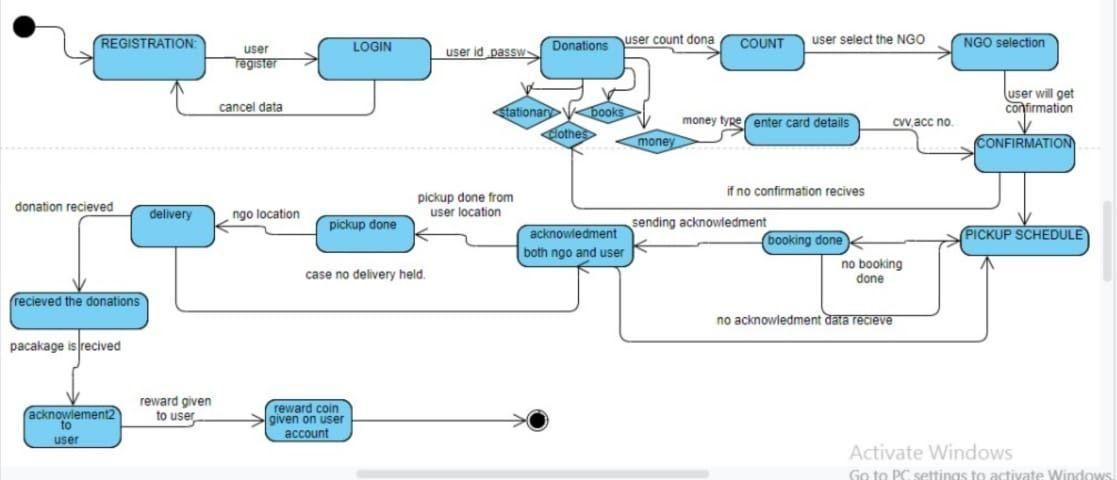 REGISTRATION:
user
register
LOGIN
cancel data
user id ,passw
Donations
user count dona
COUNT
user select the NGO
NGO selection
user will get
confirmation
stationary
books
clothes
money
money type
enter card details
cvv,acc no.
CONFIRMATION
if no confirmation recives
PICKUP SCHEDULE
booking done
no booking
done
sending acknowledment
acknowledment
both ngo and user
no acknowledment data recieve
pickup done from
user location
pickup done
ngo location
delivery
case no delivery held.
donation recieved
recieved the donations
pacakage is recived
acknowlement2
to
user
reward given
to user
reward coin
given on user
account
Activate Windows
Go to PC settings to activate Windows.